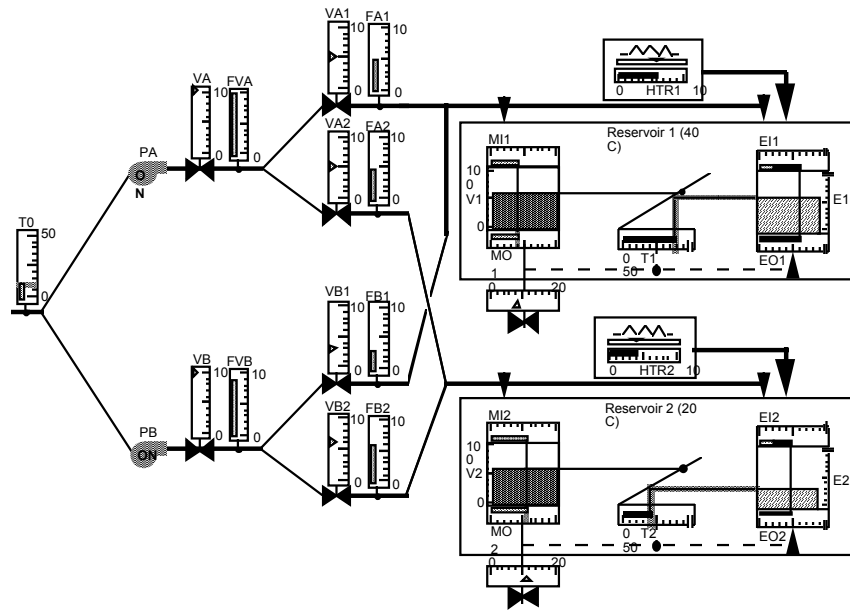 VA1 FA1
10 10
0 0
VA FVA
10 10
0 0
VA2 FA2
10 10
0 0
PA
O
N
T0
50
0
HTR1
0 10
Reservoir 1 (40
C)
MI1
10
0
V1
0
MO
1
0 20
0
50
T1
EI1
E1
EO1
VB1 FB1
10 10
0 0
VB FVB
10 10
0 0
VB2 FB2
10 10
0 0
PB
ON
HTR2
0 10
Reservoir 2 (20
C)
MI2
10
0
V2
0
MO
2
0 20
0
50
T2
EI2
E2
EO2